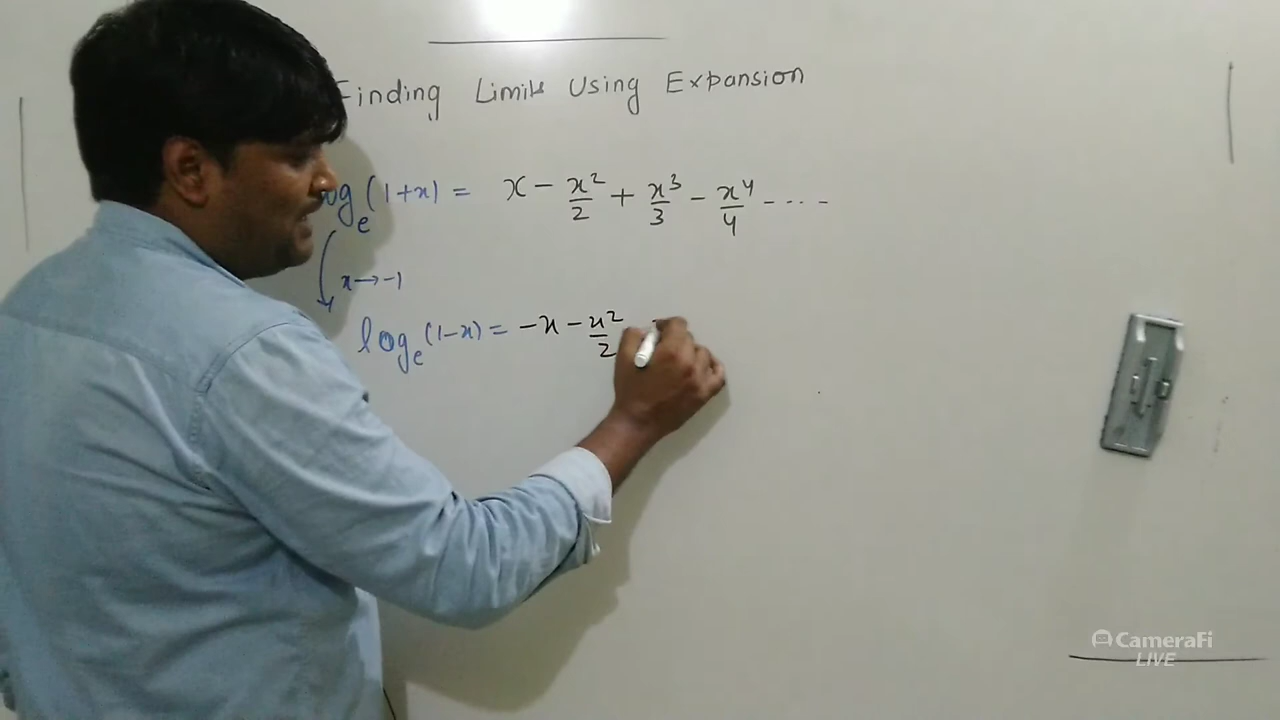 Finding Limits Using Expansion
log_e (1+x) = x - x²/2 + x³/3 - x⁴/4 - - - - -
x → -1
log_e (1-x) = -x - x²/2 -
CameraFi
LIVE